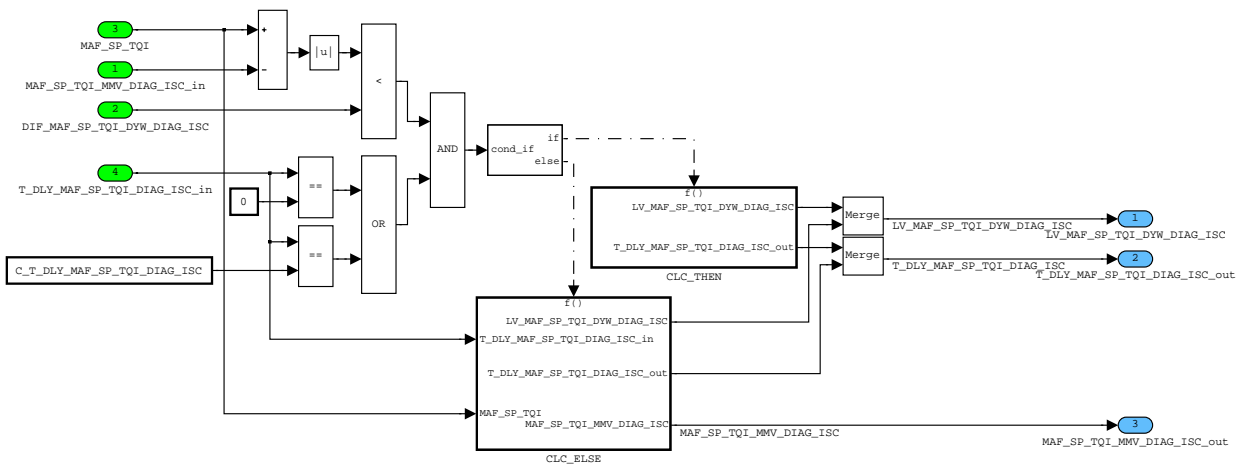 3
MAF_SP_TQI
1
MAF_SP_TQI_MMV_DIAG_ISC_in
2
DIF_MAF_SP_TQI_DYW_DIAG_ISC
4
T_DLY_MAF_SP_TQI_DIAG_ISC_in
+
-
|u|
<
==
0
==
OR
AND
C_T_DLY_MAF_SP_TQI_DIAG_ISC
cond_if
if
else
f()
LV_MAF_SP_TQI_DYW_DIAG_ISC
T_DLY_MAF_SP_TQI_DIAG_ISC_out
CLC_THEN
Merge
LV_MAF_SP_TQI_DYW_DIAG_ISC
1
LV_MAF_SP_TQI_DYW_DIAG_ISC
Merge
T_DLY_MAF_SP_TQI_DIAG_ISC
2
T_DLY_MAF_SP_TQI_DIAG_ISC_out
f()
LV_MAF_SP_TQI_DYW_DIAG_ISC
T_DLY_MAF_SP_TQI_DIAG_ISC_in
T_DLY_MAF_SP_TQI_DIAG_ISC_out
MAF_SP_TQI
MAF_SP_TQI_MMV_DIAG_ISC
CLC_ELSE
MAF_SP_TQI_MMV_DIAG_ISC
3
MAF_SP_TQI_MMV_DIAG_ISC_out